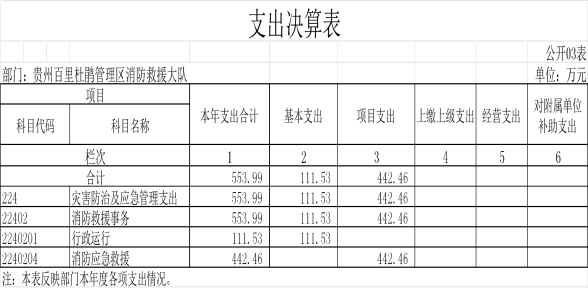 支出决算表
公开03表
部门：贵州百里杜鹃管理区消防救援大队 单位：万元
项目 本年支出合计 基本支出 项目支出 上缴上级支出 经营支出 对附属单位补助支出
科目代码 科目名称
栏次 1 2 3 4 5 6
合计 553.99 111.53 442.46
224 灾害防治及应急管理支出 553.99 111.53 442.46
22402 消防救援事务 553.99 111.53 442.46
2240201 行政运行 111.53 111.53
2240204 消防应急救援 442.46 442.46
注：本表反映部门本年度各项支出情况。